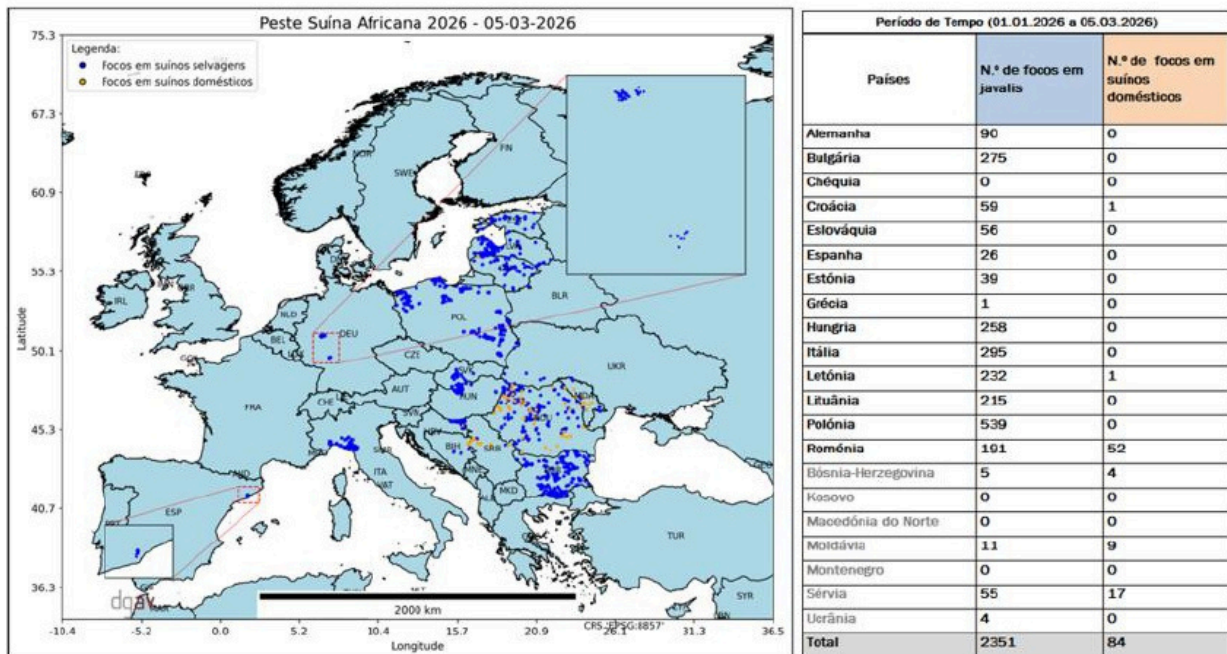 Peste Suína Africana 2026 - 05-03-2026
75.3
67.3
60.9
55.3
50.1
45.3
40.7
36.3
Latitude
Legenda:
Focos em suínos selvagens
Focos em suínos domésticos
NOR
SWE
FIN
IRL
NLD
BEL
DEU
POL
BLR
CZE
UKR
FRA
CHE
AUT
HUN
BIH
SRB
ITA
VAT
MKD
ESP
TUR
SYR
MAR
dgav
2000 km
CRS: 'EPSG:8857'
-10.4
-5.2
0.0
5.2
10.4
15.7
20.9
26.1
31.3
36.5
Longitude
Período de Tempo (01.01.2026 a 05.03.2026)
Países N.º de focos em javalis N.º de focos em suínos domésticos
Alemanha 90 0
Bulgária 275 0
Chéquia 0 0
Croácia 59 1
Eslováquia 56 0
Espanha 26 0
Estónia 39 0
Grécia 1 0
Hungria 258 0
Itália 295 0
Letónia 232 1
Lituânia 215 0
Polónia 539 0
Roménia 191 52
Bósnia-Herzegovina 5 4
Kosovo 0 0
Macedónia do Norte 0 0
Moldávia 11 9
Montenegro 0 0
Sérvia 55 17
Ucrânia 4 0
Total 2351 84